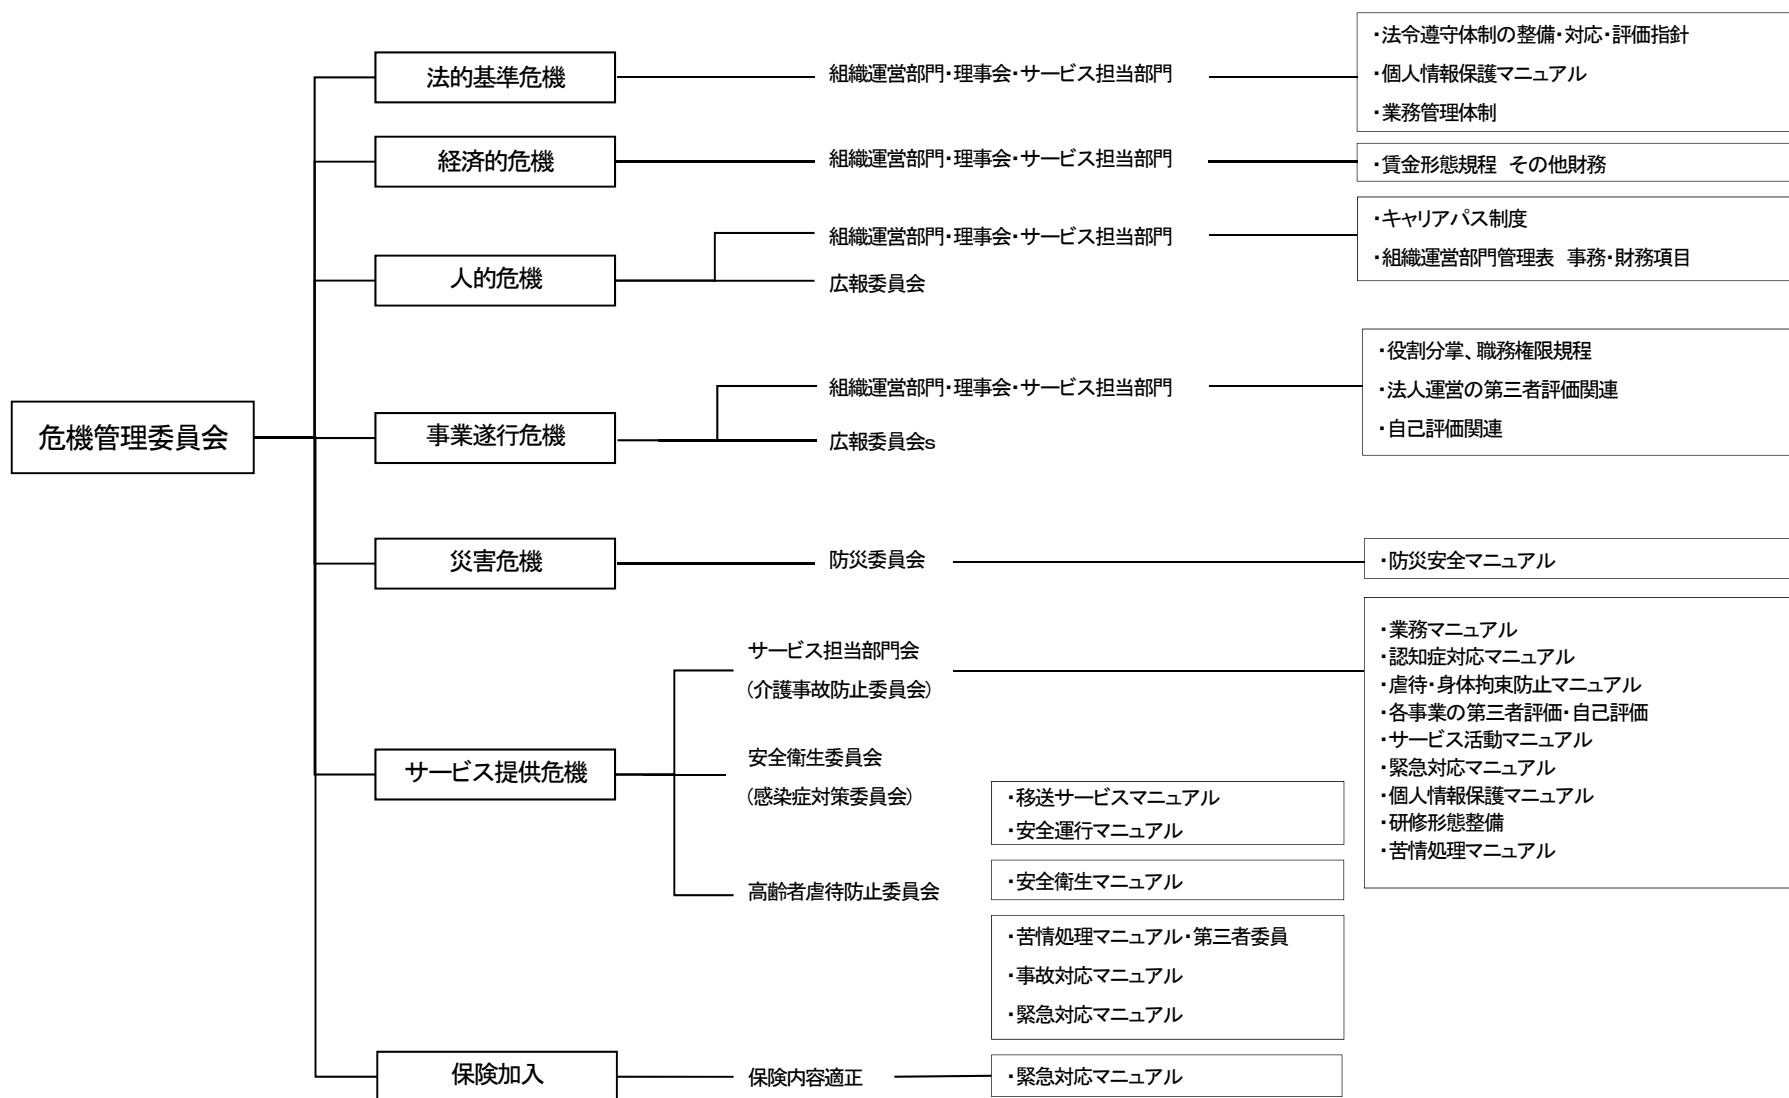 危機管理委員会
法的基準危機
組織運営部門・理事会・サービス担当部門
・法令遵守体制の整備・対応・評価指針
・個人情報保護マニュアル
・業務管理体制
経済的危機
組織運営部門・理事会・サービス担当部門
・賃金形態規程 その他財務
人的危機
組織運営部門・理事会・サービス担当部門
広報委員会
・キャリアパス制度
・組織運営部門管理表 事務・財務項目
事業遂行危機
組織運営部門・理事会・サービス担当部門
広報委員会s
・役割分掌、職務権限規程
・法人運営の第三者評価関連
・自己評価関連
災害危機
防災委員会
・防災安全マニュアル
サービス提供危機
サービス担当部門会
(介護事故防止委員会)
・業務マニュアル
・認知症対応マニュアル
・虐待・身体拘束防止マニュアル
・各事業の第三者評価・自己評価
・サービス活動マニュアル
・緊急対応マニュアル
・個人情報保護マニュアル
・研修形態整備
・苦情処理マニュアル
安全衛生委員会
(感染症対策委員会)
・移送サービスマニュアル
・安全運行マニュアル
高齢者虐待防止委員会
・安全衛生マニュアル
・苦情処理マニュアル・第三者委員
・事故対応マニュアル
・緊急対応マニュアル
保険加入
保険内容適正
・緊急対応マニュアル